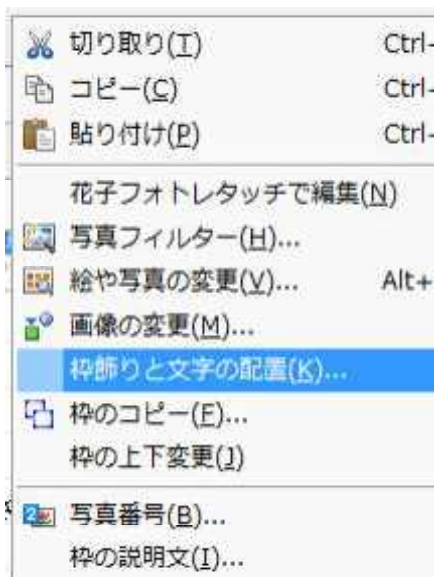 切り取り(T) Ctrl-
コピー(C) Ctrl-
貼り付け(P) Ctrl-
花子フォトレタッチで編集(N)
写真フィルター(H)...
絵や写真の変更(V)... Alt+
画像の変更(M)...
枠飾りと文字の配置(K)...
枠のコピー(F)...
枠の上下変更(J)
写真番号(B)...
枠の説明文(I)...